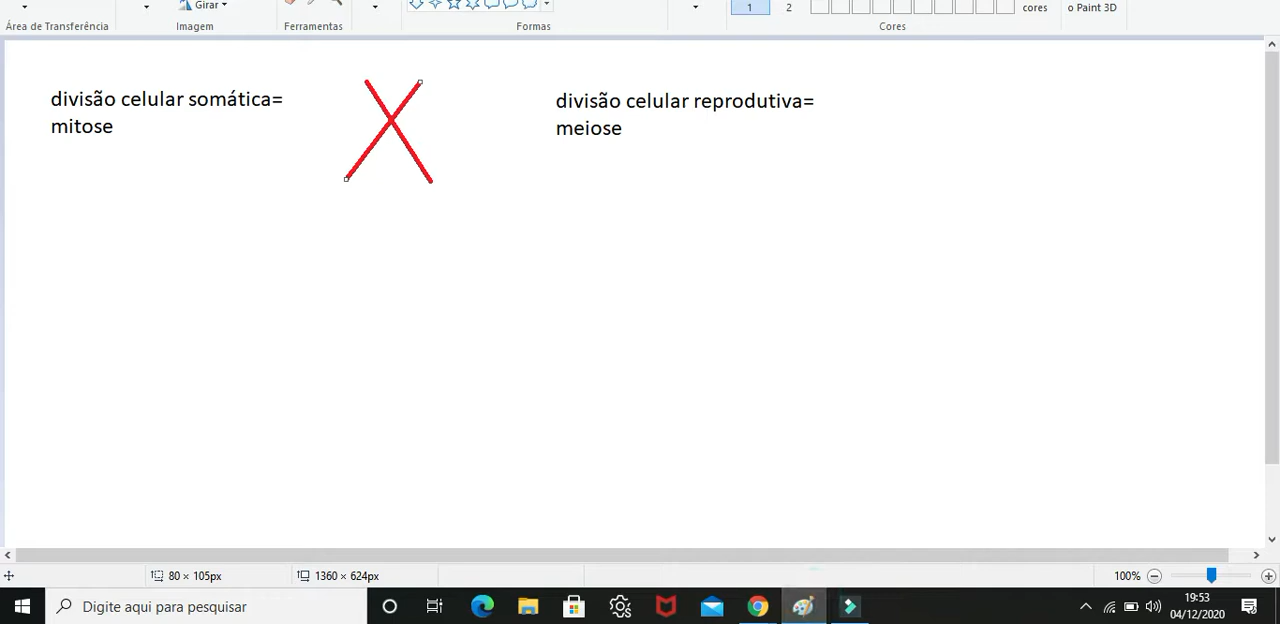 Girar
1
2
cores
o Paint 3D
Área de Transferência
Imagem
Ferramentas
Formas
Cores
divisão celular somática=
mitose
divisão celular reprodutiva=
meiose
80 × 105px
1360 × 624px
100%
Digite aqui para pesquisar
19:53
04/12/2020